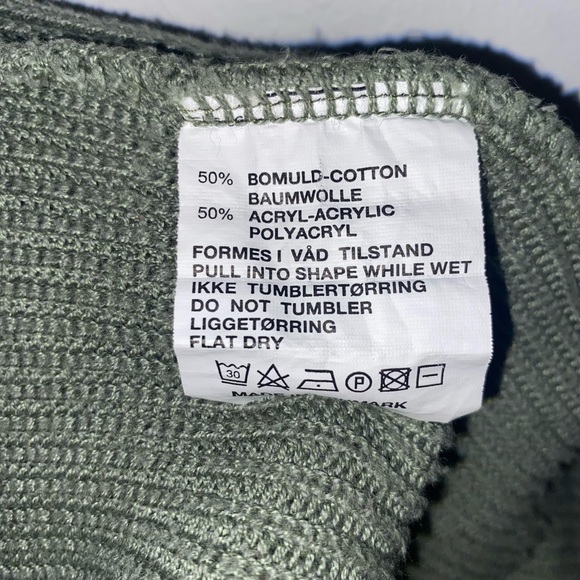 50% BOMULD-COTTON
BAUMWOLLE
50% ACRYL-ACRYLIC
POLYACRYL
FORMES I VÅD TILSTAND
PULL INTO SHAPE WHILE WET
IKKE TUMBLERTØRRING
DO NOT TUMBLER
LIGGETØRRING
FLAT DRY
30 P